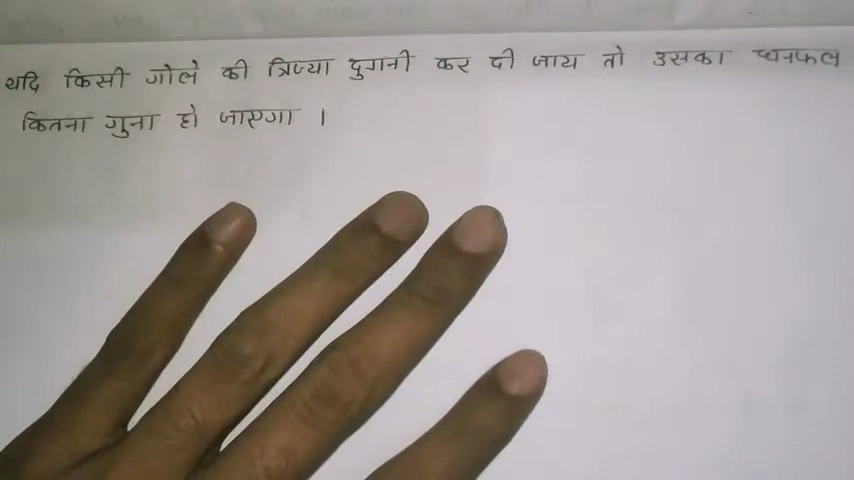 यदि किसी गोले की त्रिज्या दुगनी कर दी जाय तो उसका घनफल
कितना गुना हो जाएगा ।